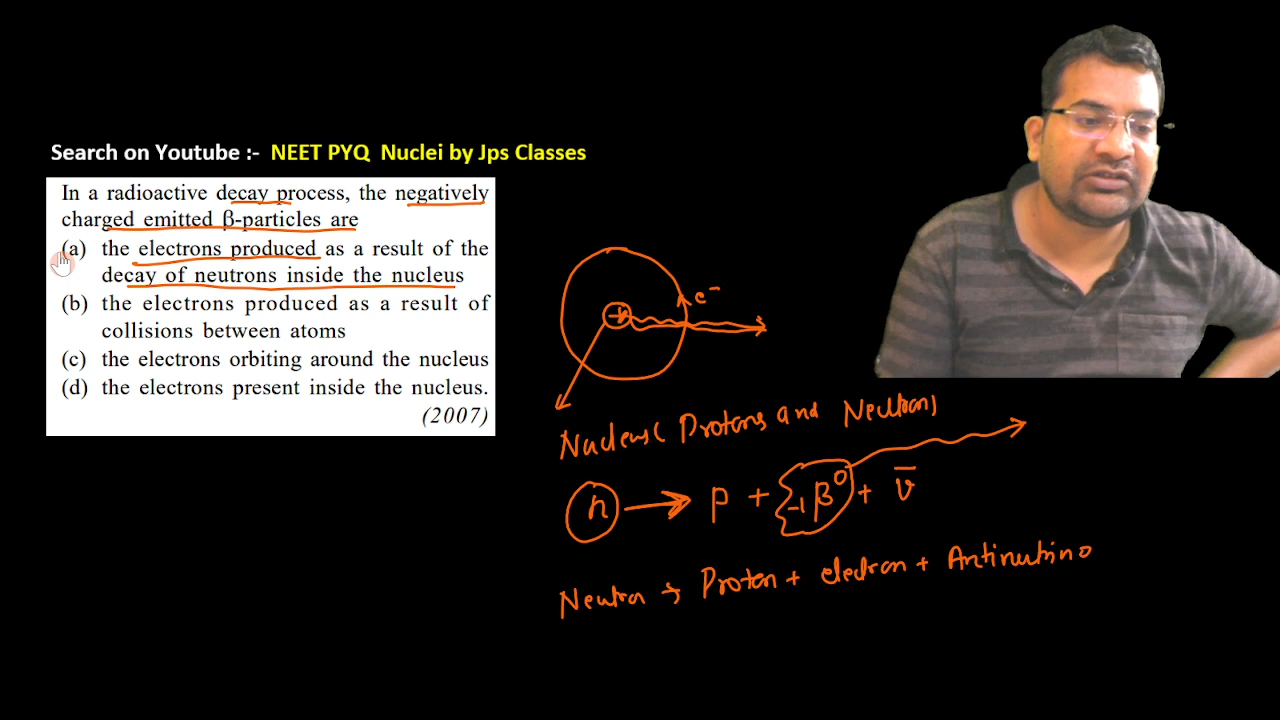 Search on Youtube :- NEET PYQ Nuclei by Jps Classes
In a radioactive decay process, the negatively
charged emitted β-particles are
(a) the electrons produced as a result of the
decay of neutrons inside the nucleus
(b) the electrons produced as a result of
collisions between atoms
(c) the electrons orbiting around the nucleus
(d) the electrons present inside the nucleus.
(2007)
e⁻
Nucleus( Protons and Neutrons)
n → p + ₋₁β⁰ + ν̅
Neutron → Proton + electron + Antinutrino